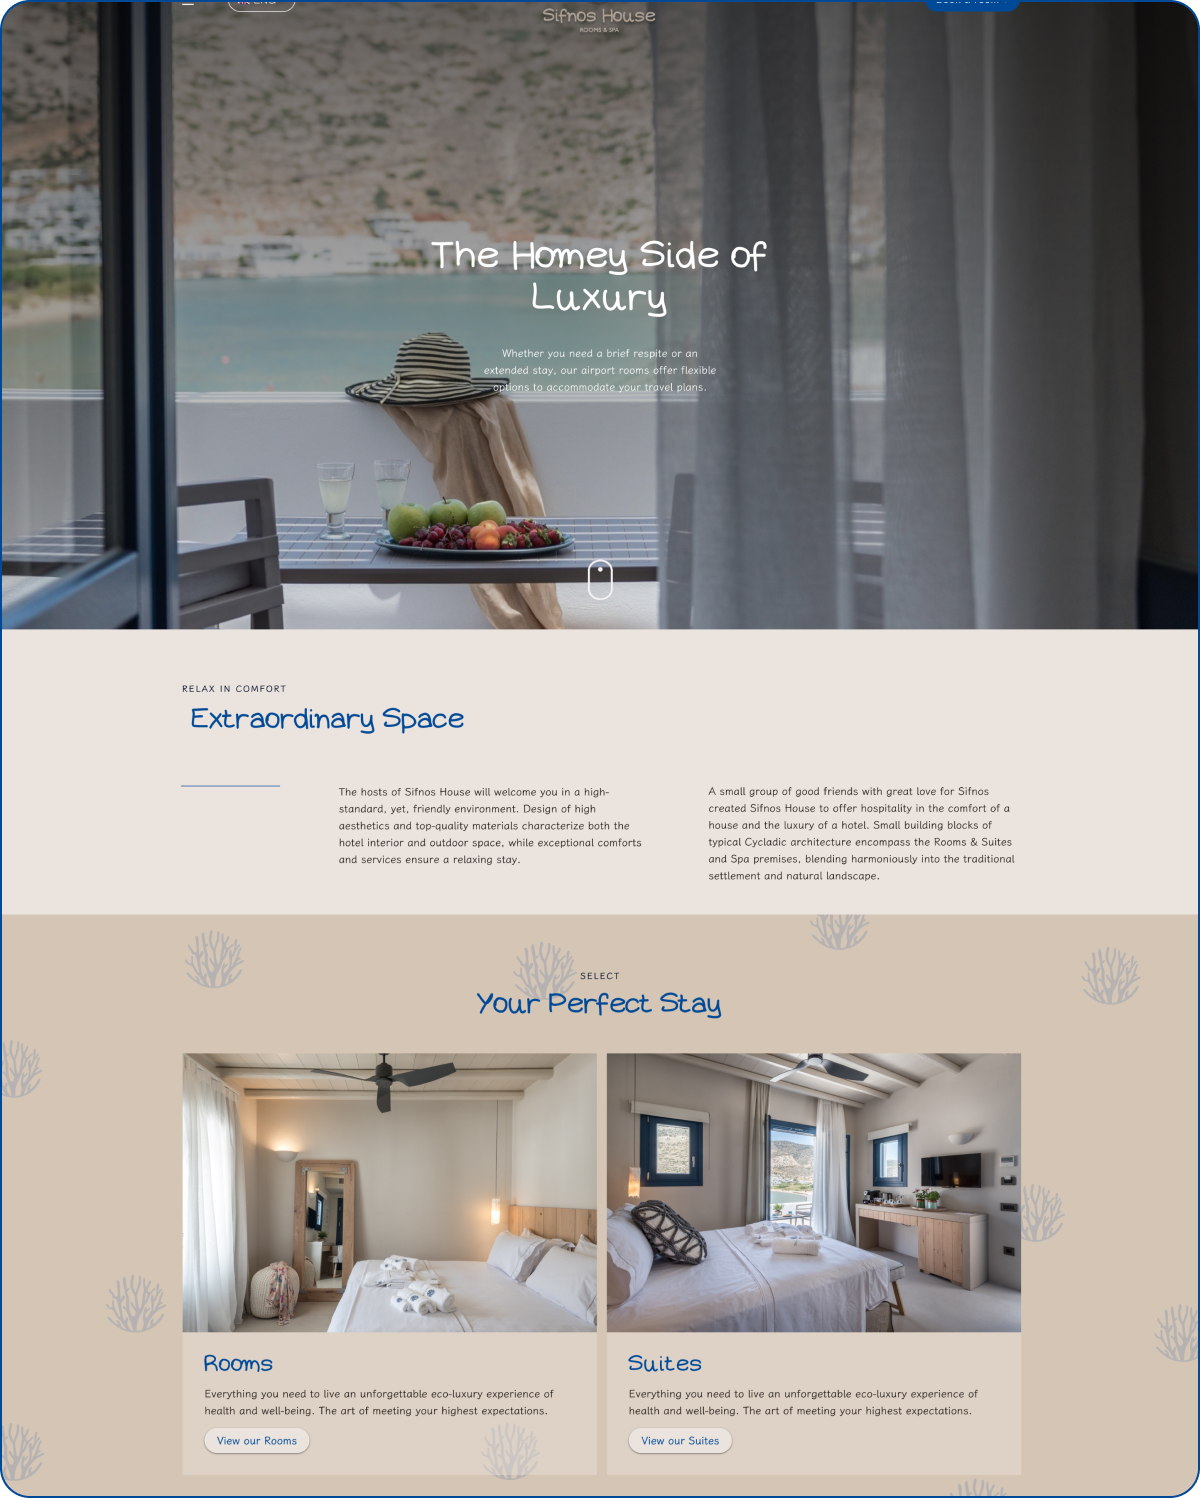 ENG
Sifnos House
ROOMS & SPA
The Homey Side of
Luxury
Whether you need a brief respite or an
extended stay, our airport rooms offer flexible
options to accommodate your travel plans.
RELAX IN COMFORT
Extraordinary Space
The hosts of Sifnos House will welcome you in a high-
standard, yet, friendly environment. Design of high
aesthetics and top-quality materials characterize both the
hotel interior and outdoor space, while exceptional comforts
and services ensure a relaxing stay.
A small group of good friends with great love for Sifnos
created Sifnos House to offer hospitality in the comfort of a
house and the luxury of a hotel. Small building blocks of
typical Cycladic architecture encompass the Rooms & Suites
and Spa premises, blending harmoniously into the traditional
settlement and natural landscape.
SELECT
Your Perfect Stay
Rooms
Everything you need to live an unforgettable eco-luxury experience of
health and well-being. The art of meeting your highest expectations.
View our Rooms
Suites
Everything you need to live an unforgettable eco-luxury experience of
health and well-being. The art of meeting your highest expectations.
View our Suites